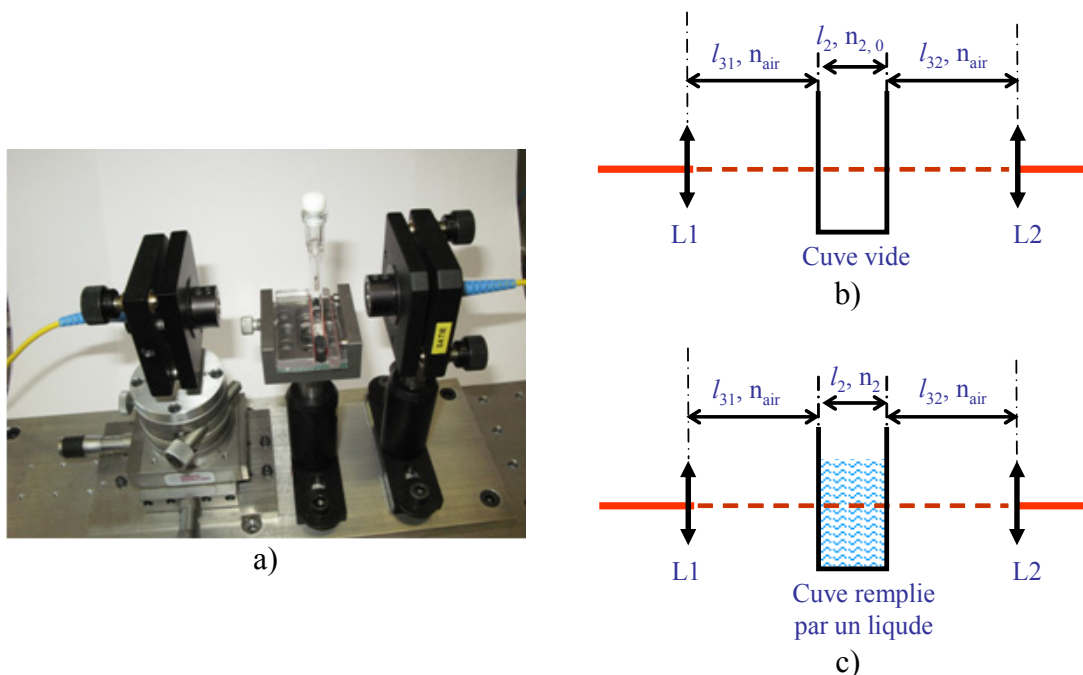 a)
l31, nair
l2, n2, 0
l32, nair
L1
L2
Cuve vide
b)
l31, nair
l2, n2
l32, nair
L1
L2
Cuve remplie
par un liqude
c)